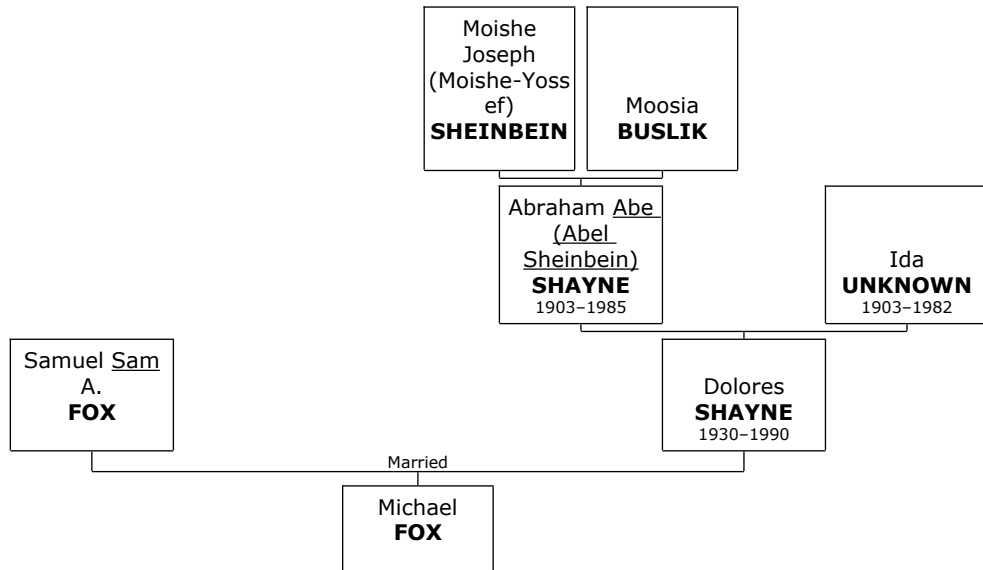 Moishe
Joseph
(Moishe-Yoss
ef)
SHEINBEIN
Moosia
BUSLIK
Abraham Abe
(Abel
Sheinbein)
SHAYNE
1903–1985
Ida
UNKNOWN
1903–1982
Samuel Sam
A.
FOX
Dolores
SHAYNE
1930–1990
Married
Michael
FOX